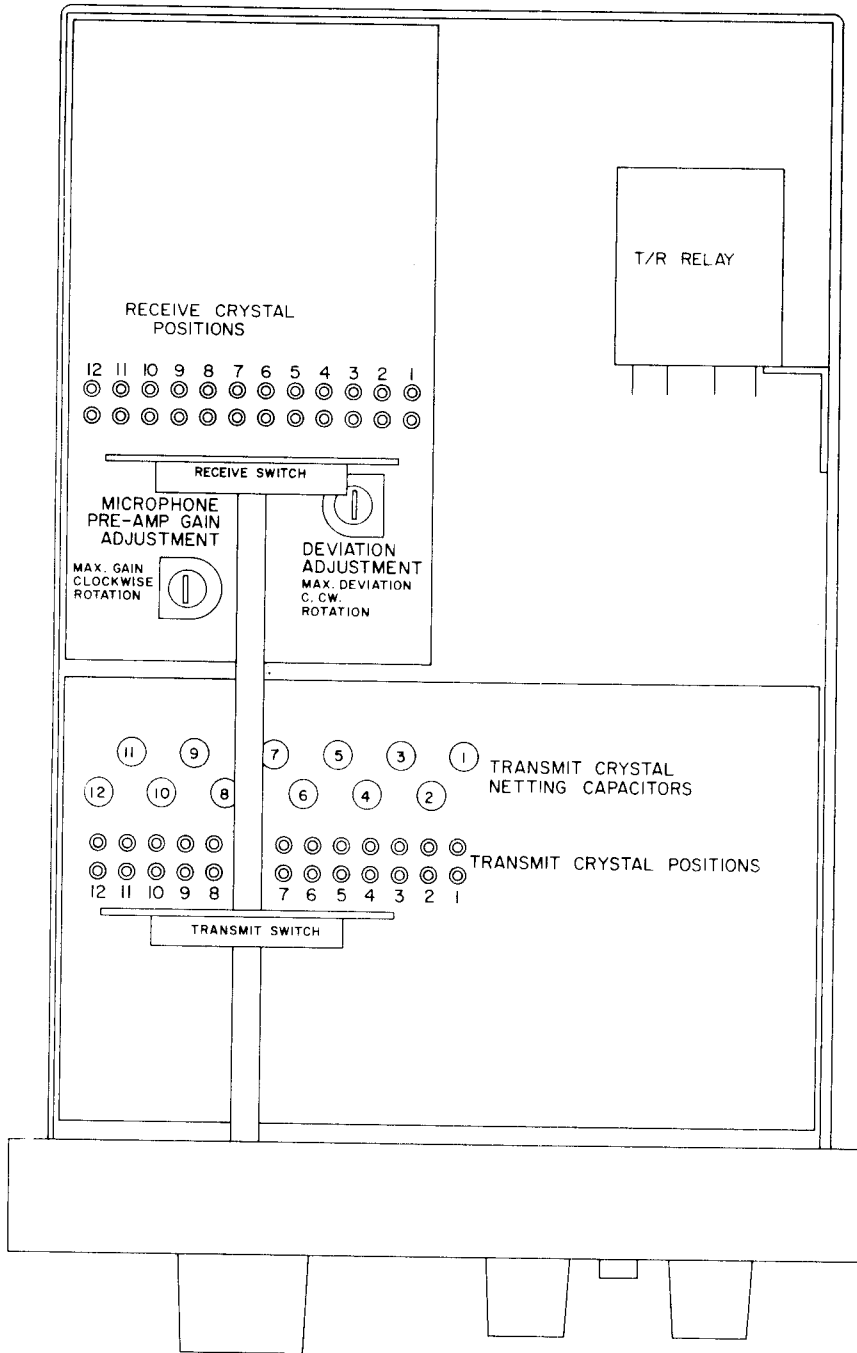 T/R RELAY
RECEIVE CRYSTAL
POSITIONS
12 11 10 9 8 7 6 5 4 3 2 1
RECEIVE SWITCH
MICROPHONE
PRE-AMP GAIN
ADJUSTMENT
MAX. GAIN
CLOCKWISE
ROTATION
DEVIATION
ADJUSTMENT
MAX. DEVIATION
C. CW.
ROTATION
11 9 7 5 3 1
12 10 8 6 4 2
TRANSMIT CRYSTAL
NETTING CAPACITORS
TRANSMIT CRYSTAL POSITIONS
12 11 10 9 8 7 6 5 4 3 2 1
TRANSMIT SWITCH